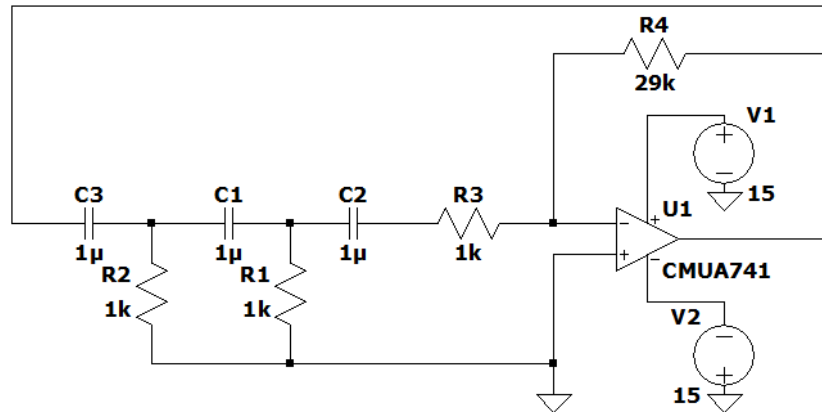 R4
29k
V1
+
−
15
C3
1µ
C1
1µ
C2
1µ
R3
1k
U1
+
−
−
+
CMUA741
R2
1k
R1
1k
V2
−
+
15